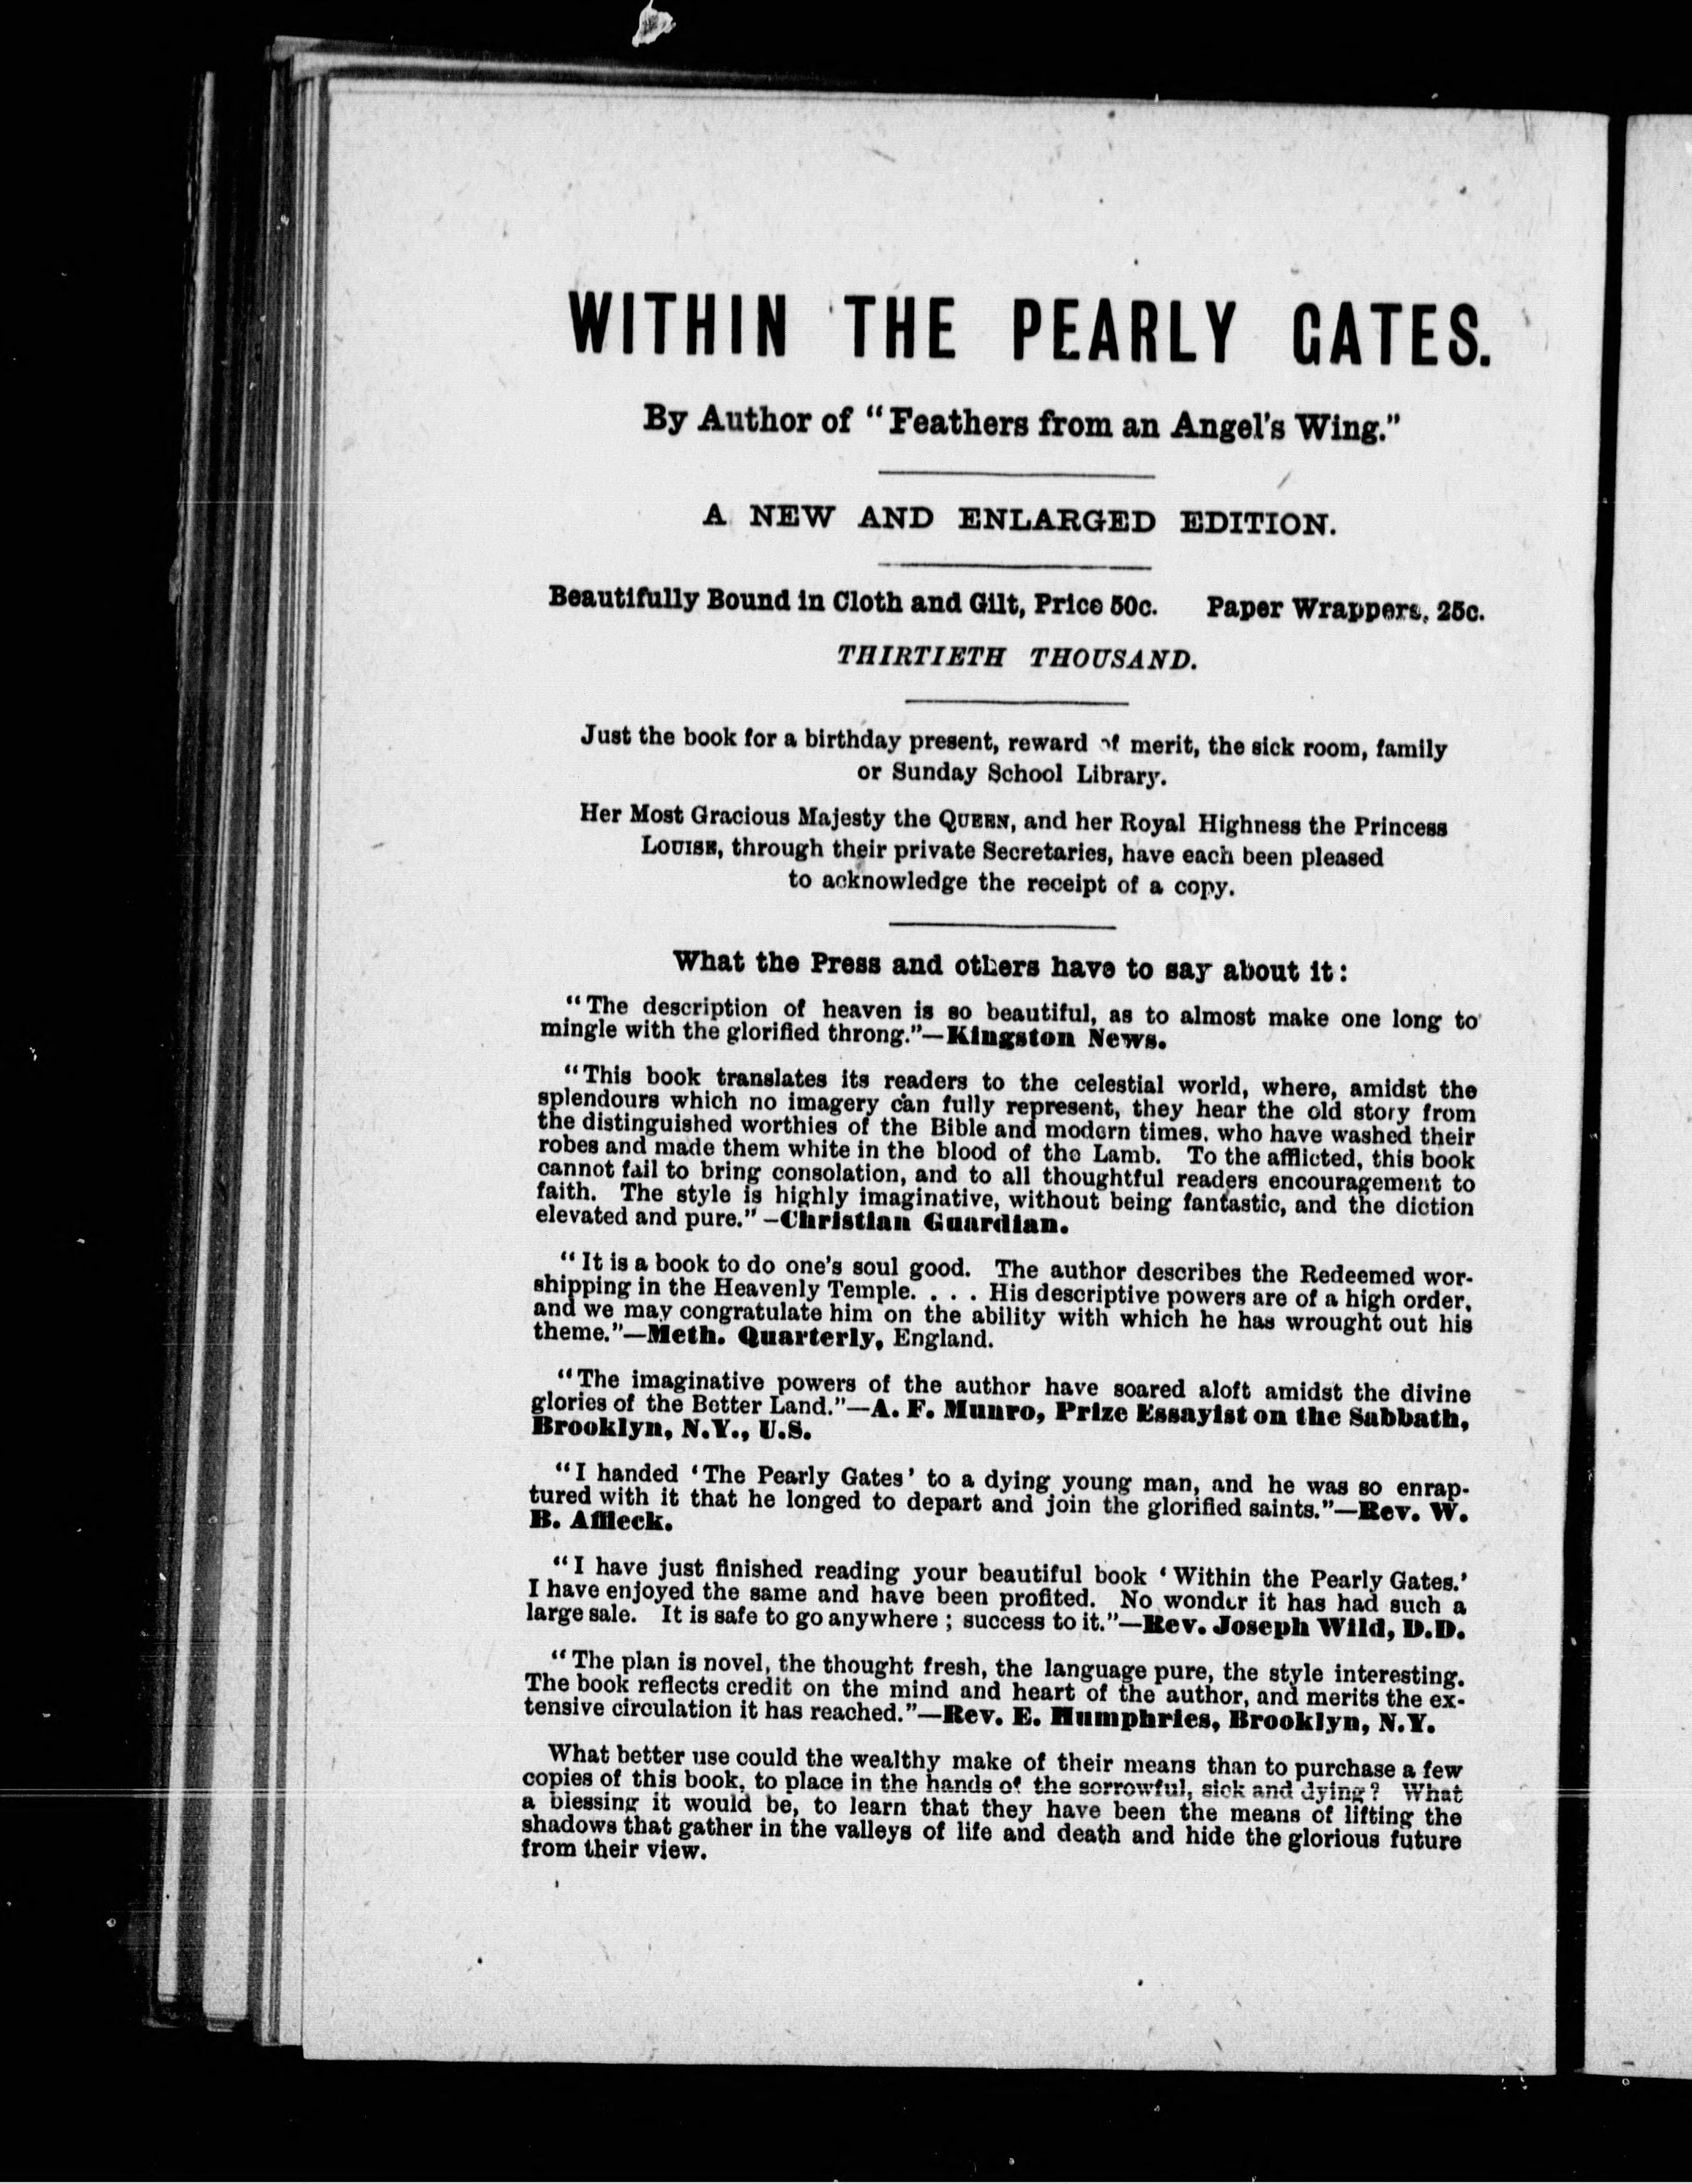 WITHIN THE PEARLY GATES.
By Author of "Feathers from an Angel's Wing."
A NEW AND ENLARGED EDITION.
Beautifully Bound in Cloth and Gilt, Price 50c. Paper Wrappers, 25c.
THIRTIETH THOUSAND.
Just the book for a birthday present, reward of merit, the sick room, family
or Sunday School Library.
Her Most Gracious Majesty the QUEEN, and her Royal Highness the Princess
LOUISE, through their private Secretaries, have each been pleased
to acknowledge the receipt of a copy.
What the Press and others have to say about it:
"The description of heaven is so beautiful, as to almost make one long to
mingle with the glorified throng."—Kingston News.
"This book translates its readers to the celestial world, where, amidst the
splendours which no imagery can fully represent, they hear the old story from
the distinguished worthies of the Bible and modern times. who have washed their
robes and made them white in the blood of the Lamb. To the afflicted, this book
cannot fail to bring consolation, and to all thoughtful readers encouragement to
faith. The style is highly imaginative, without being fantastic, and the diction
elevated and pure." –Christian Guardian.
"It is a book to do one's soul good. The author describes the Redeemed wor-
shipping in the Heavenly Temple. . . . His descriptive powers are of a high order,
and we may congratulate him on the ability with which he has wrought out his
theme."—Meth. Quarterly, England.
"The imaginative powers of the author have soared aloft amidst the divine
glories of the Better Land."—A. F. Munro, Prize Essayist on the Sabbath,
Brooklyn, N.Y., U.S.
"I handed 'The Pearly Gates' to a dying young man, and he was so enrap-
tured with it that he longed to depart and join the glorified saints."—Rev. W.
B. Affleck.
"I have just finished reading your beautiful book 'Within the Pearly Gates.'
I have enjoyed the same and have been profited. No wonder it has had such a
large sale. It is safe to go anywhere ; success to it."—Rev. Joseph Wild, D.D.
"The plan is novel, the thought fresh, the language pure, the style interesting.
The book reflects credit on the mind and heart of the author, and merits the ex-
tensive circulation it has reached."—Rev. E. Humphries, Brooklyn, N.Y.
What better use could the wealthy make of their means than to purchase a few
copies of this book, to place in the hands of the sorrowful, sick and dying? What
a blessing it would be, to learn that they have been the means of lifting the
shadows that gather in the valleys of life and death and hide the glorious future
from their view.